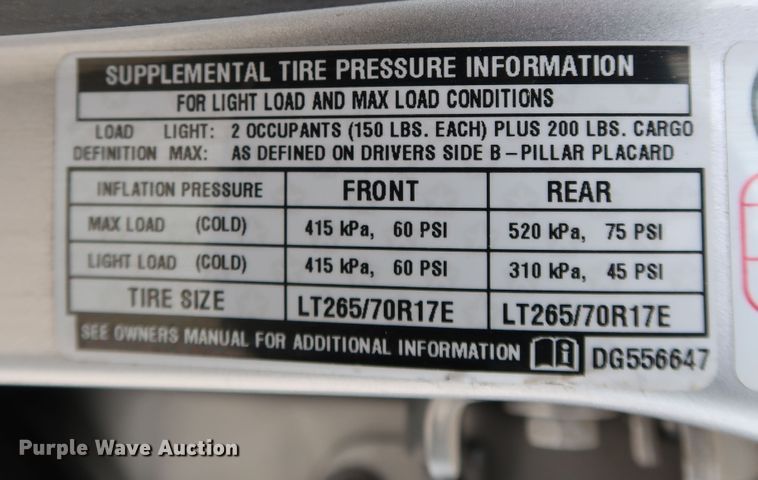 SUPPLEMENTAL TIRE PRESSURE INFORMATION
FOR LIGHT LOAD AND MAX LOAD CONDITIONS
LOAD LIGHT: 2 OCCUPANTS (150 LBS. EACH) PLUS 200 LBS. CARGO
DEFINITION MAX: AS DEFINED ON DRIVERS SIDE B-PILLAR PLACARD
INFLATION PRESSURE FRONT REAR
MAX LOAD (COLD) 415 kPa, 60 PSI 520 kPa, 75 PSI
LIGHT LOAD (COLD) 415 kPa, 60 PSI 310 kPa, 45 PSI
TIRE SIZE LT265/70R17E LT265/70R17E
SEE OWNERS MANUAL FOR ADDITIONAL INFORMATION DG556647
Purple Wave Auction